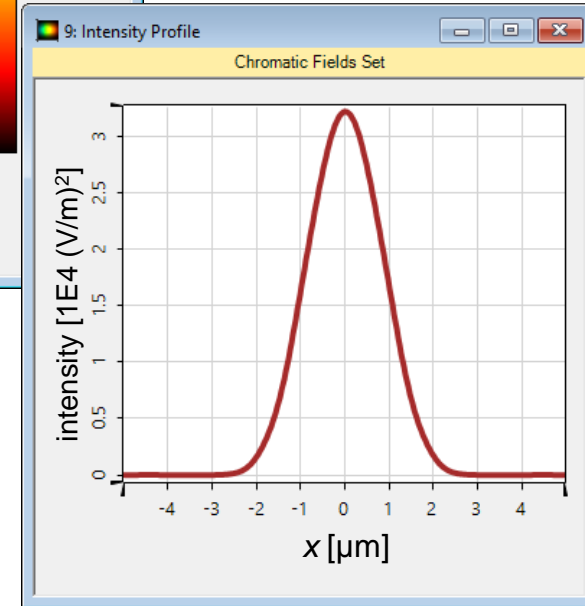 9: Intensity Profile
Chromatic Fields Set
intensity [1E4 (V/m)²]
3
2.5
2
1.5
1
0.5
0
-4 -3 -2 -1 0 1 2 3 4
x [µm]